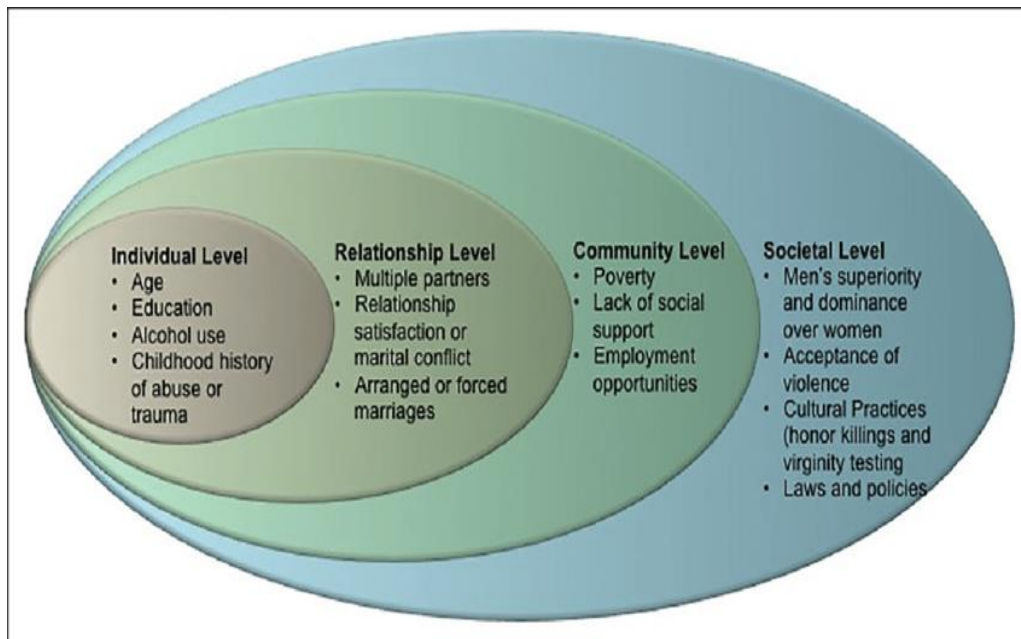 Individual Level
• Age
• Education
• Alcohol use
• Childhood history
of abuse or
trauma
Relationship Level
• Multiple partners
• Relationship
satisfaction or
marital conflict
• Arranged or forced
marriages
Community Level
• Poverty
• Lack of social
support
• Employment
opportunities
Societal Level
• Men's superiority
and dominance
over women
• Acceptance of
violence
• Cultural Practices
(honor killings and
virginity testing
• Laws and policies